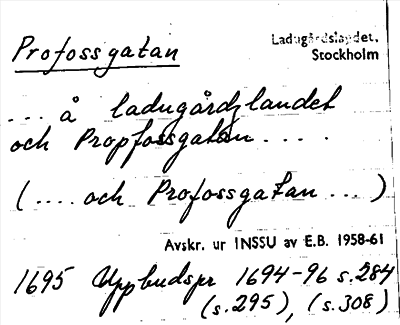 Profossgatan
Ladugårdslandet,
Stockholm
... å ladugårdzlandet
och Propfossgatan ....
(.... och Profossgatan ...)
Avskr. ur INSSU av E.B. 1958-61
1695 Uppbudspr 1694-96 s.284
(s.295), (s.308)